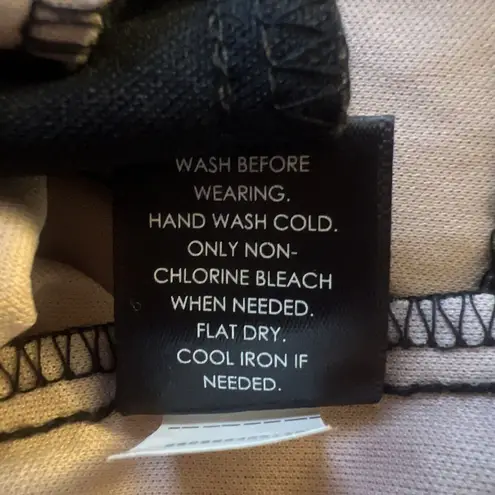 WASH BEFORE
WEARING.
HAND WASH COLD.
ONLY NON-
CHLORINE BLEACH
WHEN NEEDED.
FLAT DRY.
COOL IRON IF
NEEDED.